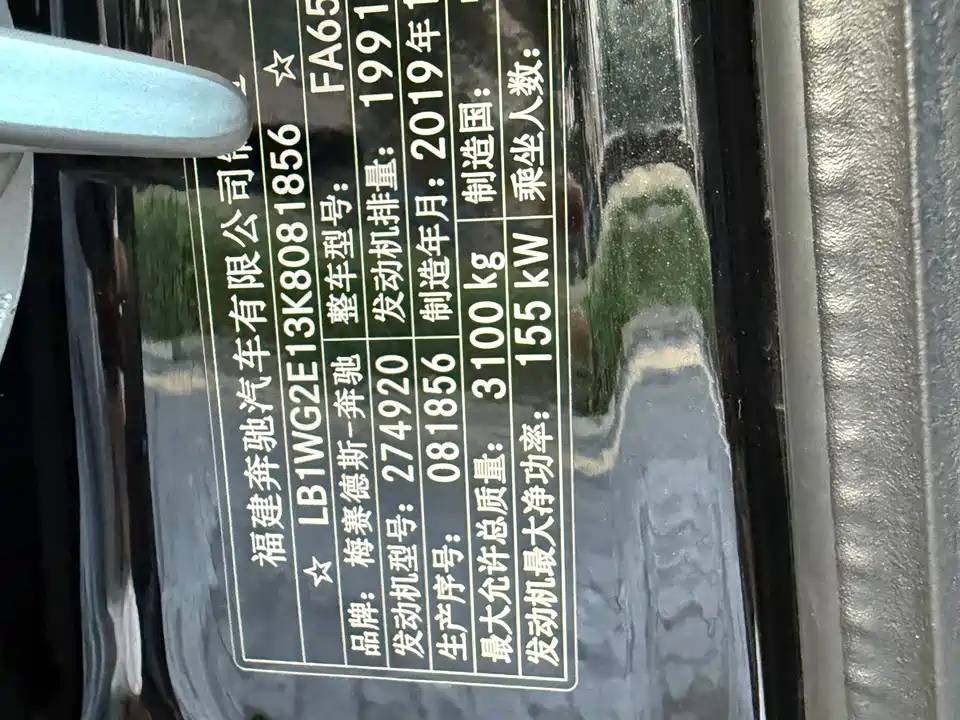 福建奔驰汽车有限公司
☆ LB1WG2E13K8081856 ☆
品牌: 梅赛德斯-奔驰 整车型号: FA65
发动机型号: 274920 发动机排量: 1991
生产序号: 081856 制造年月: 2019年1
最大允许总质量: 3100 kg 制造国:
发动机最大净功率: 155 kW 乘坐人数: